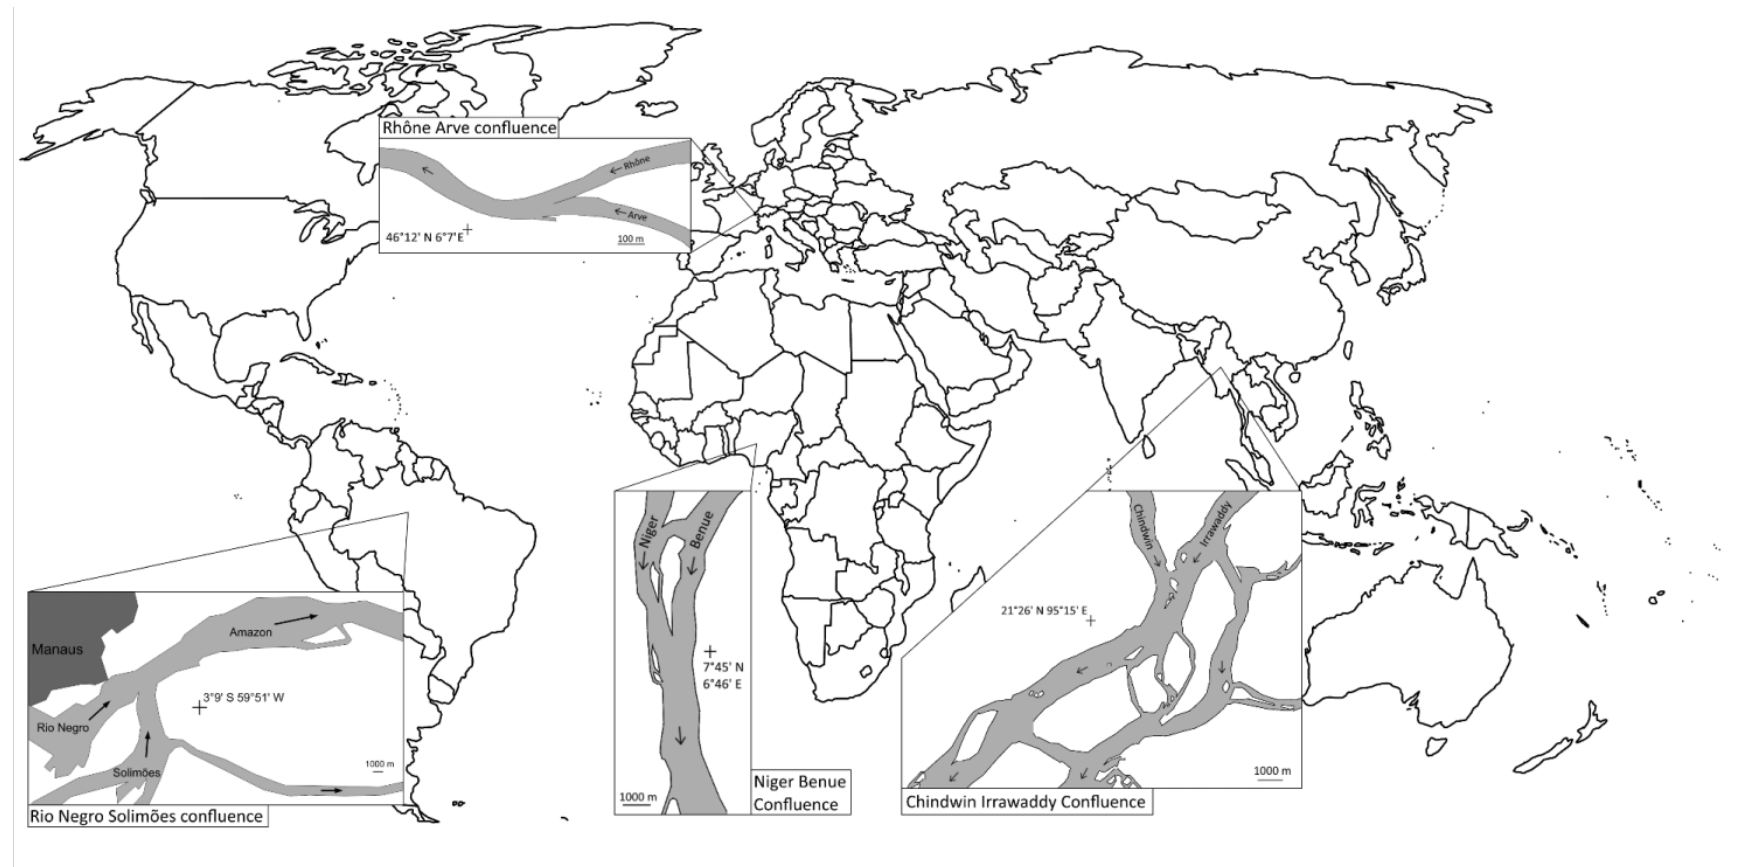 Rhône Arve confluence
← Rhône
← Arve
46°12' N 6°7'E
100 m
Manaus
Amazon
3°9' S 59°51' W
Rio Negro
Solimões
1000 m
Rio Negro Solimões confluence
Niger
Benue
7°45' N
6°46' E
1000 m
Niger Benue
Confluence
Chindwin
Irrawaddy
21°26' N 95°15' E
1000 m
Chindwin Irrawaddy Confluence